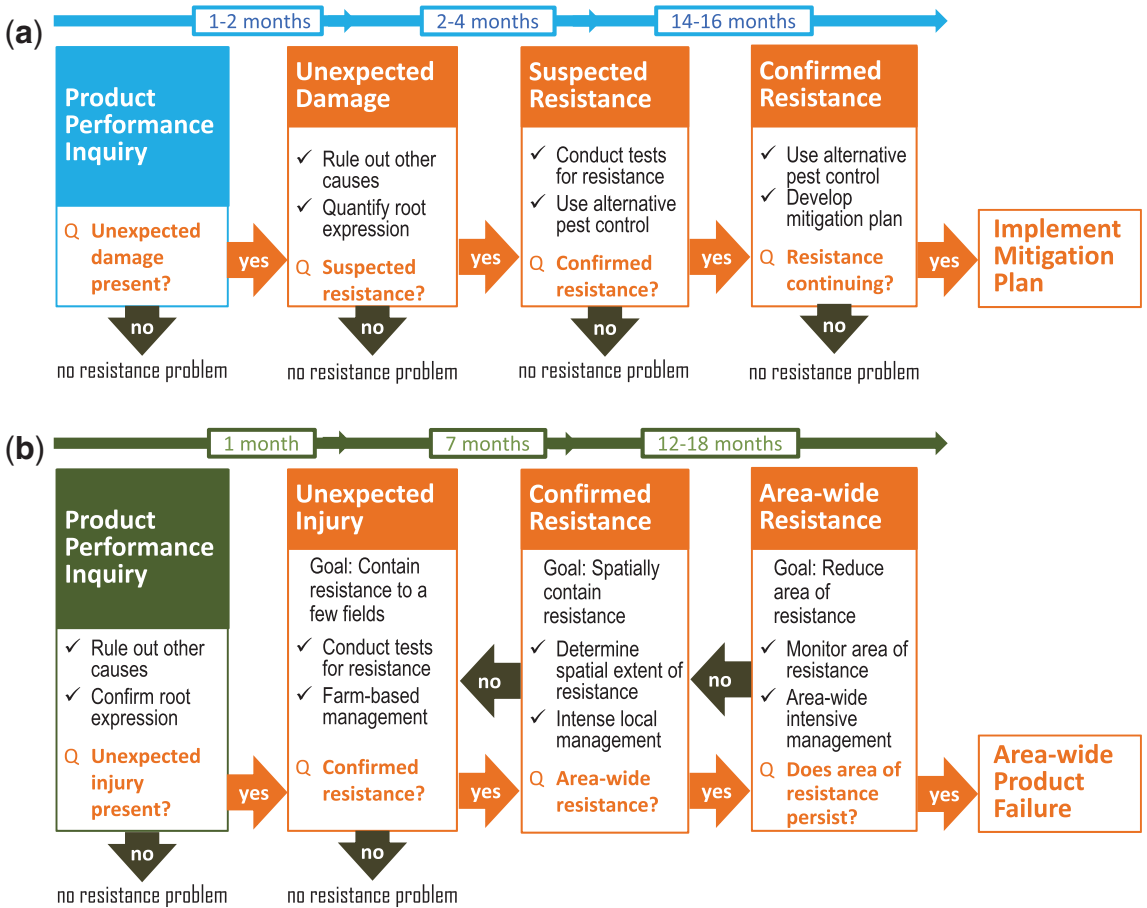 (a)
1-2 months
2-4 months
14-16 months
Product
Performance
Inquiry
Q Unexpected
damage
present?
yes
no
no resistance problem
Unexpected
Damage
✓ Rule out other
causes
✓ Quantify root
expression
Q Suspected
resistance?
yes
no
no resistance problem
Suspected
Resistance
✓ Conduct tests
for resistance
✓ Use alternative
pest control
Q Confirmed
resistance?
yes
no
no resistance problem
Confirmed
Resistance
✓ Use alternative
pest control
✓ Develop
mitigation plan
Q Resistance
continuing?
yes
no
no resistance problem
Implement
Mitigation
Plan
(b)
1 month
7 months
12-18 months
Product
Performance
Inquiry
✓ Rule out other
causes
✓ Confirm root
expression
Q Unexpected
injury
present?
yes
no
no resistance problem
Unexpected
Injury
Goal: Contain
resistance to a
few fields
✓ Conduct tests
for resistance
✓ Farm-based
management
Q Confirmed
resistance?
yes
no
no resistance problem
Confirmed
Resistance
Goal: Spatially
contain
resistance
✓ Determine
spatial extent of
resistance
✓ Intense local
management
Q Area-wide
resistance?
no
yes
Area-wide
Resistance
Goal: Reduce
area of
resistance
✓ Monitor area of
resistance
✓ Area-wide
intensive
management
Q Does area of
resistance
persist?
no
yes
Area-wide
Product
Failure